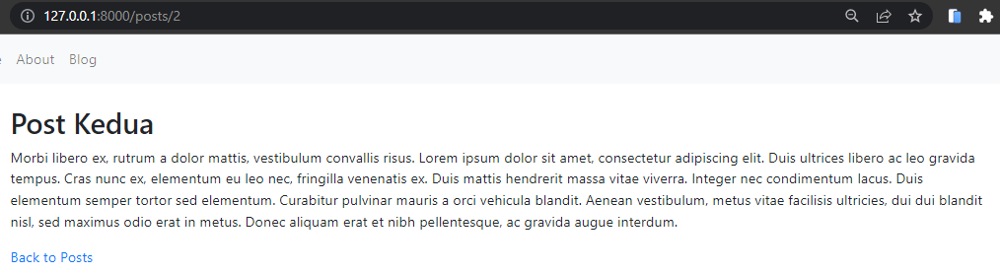 127.0.0.1:8000/posts/2
About Blog
Post Kedua
Morbi libero ex, rutrum a dolor mattis, vestibulum convallis risus. Lorem ipsum dolor sit amet, consectetur adipiscing elit. Duis ultrices libero ac leo gravida
tempus. Cras nunc ex, elementum eu leo nec, fringilla venenatis ex. Duis mattis hendrerit massa vitae viverra. Integer nec condimentum lacus. Duis
elementum semper tortor sed elementum. Curabitur pulvinar mauris a orci vehicula blandit. Aenean vestibulum, metus vitae facilisis ultricies, dui dui blandit
nisl, sed maximus odio erat in metus. Donec aliquam erat et nibh pellentesque, ac gravida augue interdum.
Back to Posts